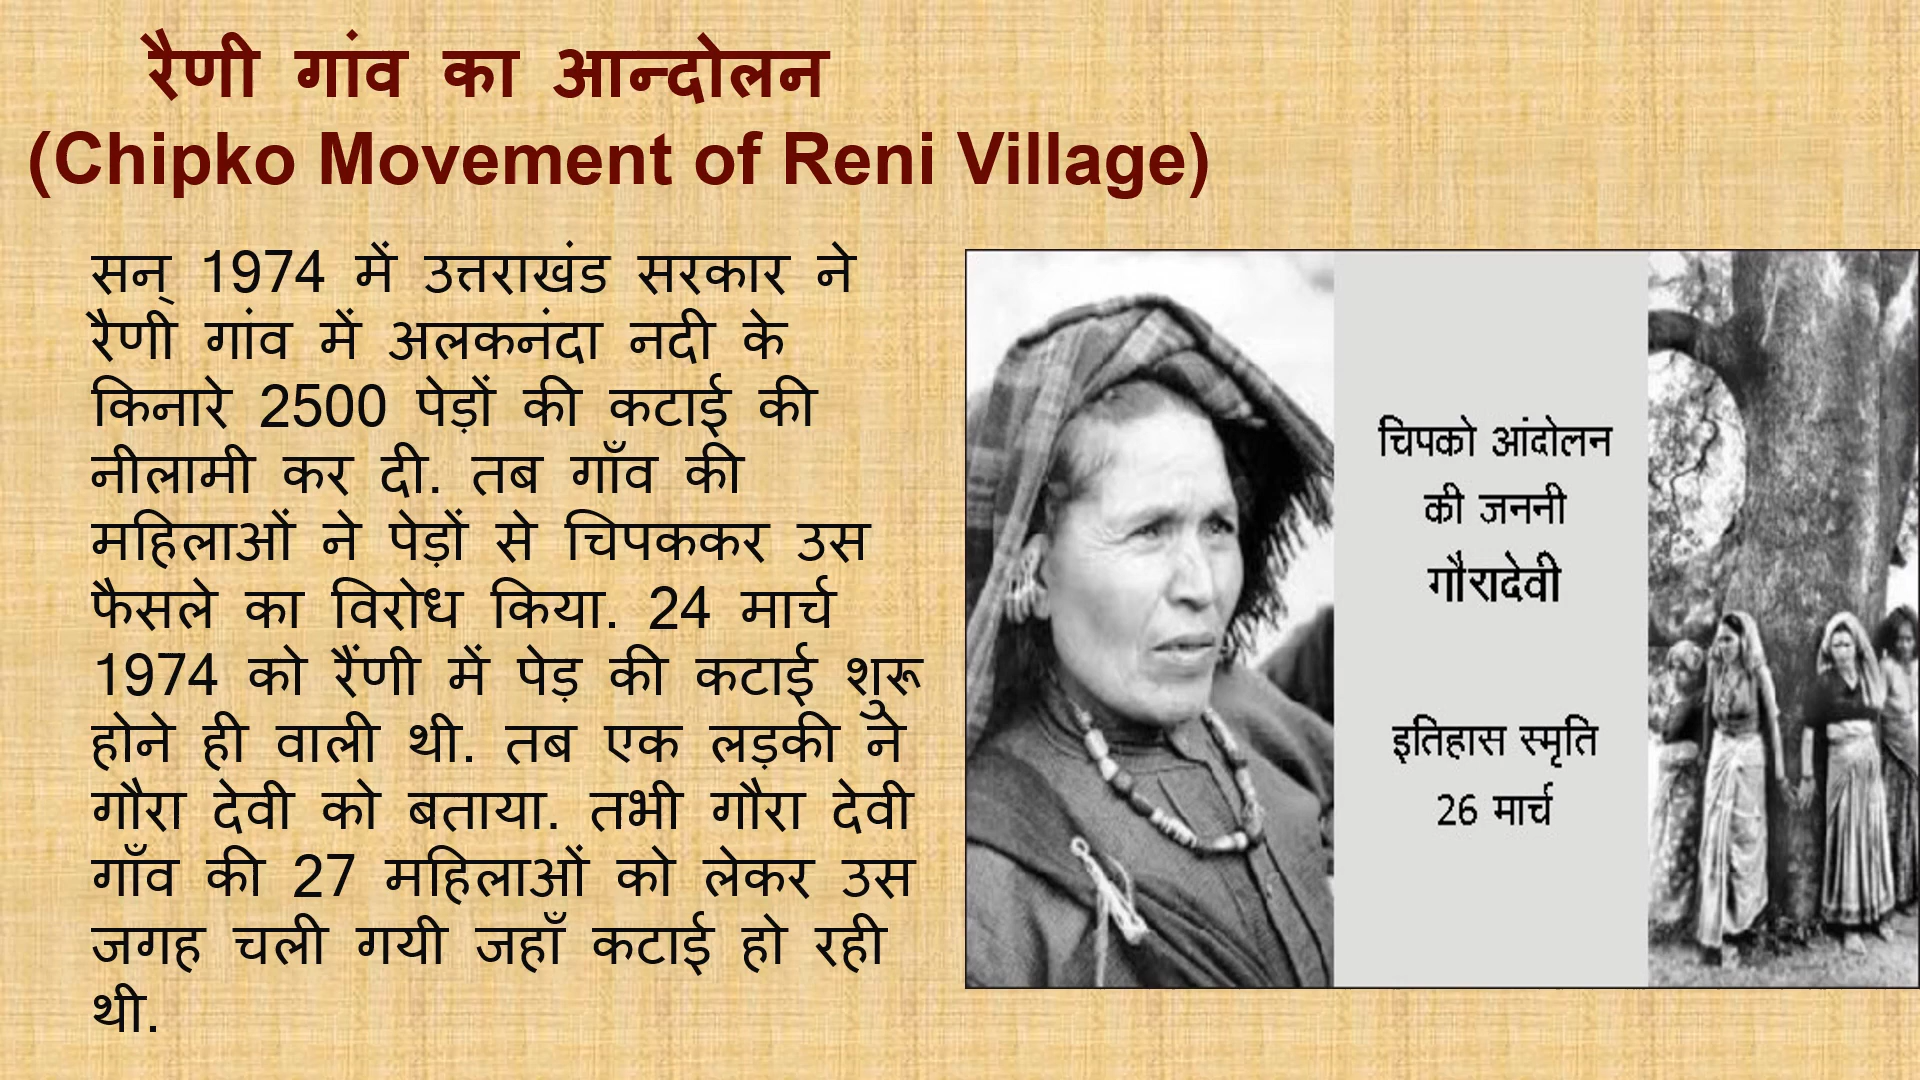 रैणी गांव का आन्दोलन
(Chipko Movement of Reni Village)
सन् 1974 में उत्तराखंड सरकार ने
रैणी गांव में अलकनंदा नदी के
किनारे 2500 पेड़ों की कटाई की
नीलामी कर दी. तब गाँव की
महिलाओं ने पेड़ों से चिपककर उस
फैसले का विरोध किया. 24 मार्च
1974 को रैंणी में पेड़ की कटाई शुरू
होने ही वाली थी. तब एक लड़की ने
गौरा देवी को बताया. तभी गौरा देवी
गाँव की 27 महिलाओं को लेकर उस
जगह चली गयी जहाँ कटाई हो रही
थी.
चिपको आंदोलन
की जननी
गौरादेवी
इतिहास स्मृति
26 मार्च